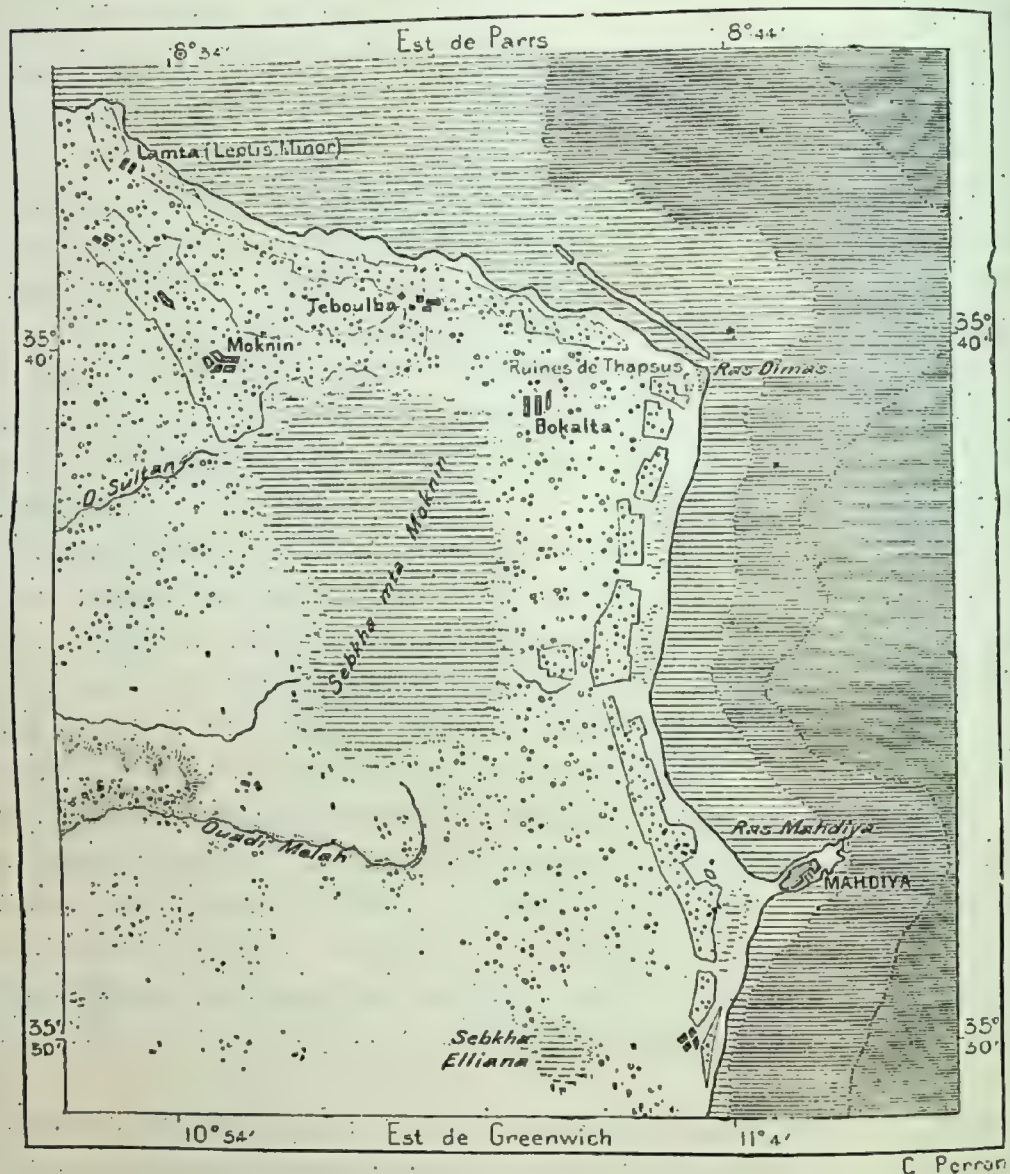 8°34'
Est de Paris
8°44'
Lamta (Leptis Minor)
Teboulba
35°
40'
35°
40'
Moknin
Ruines de Thapsus
Ras Dimas
Bokalta
O. Sultan
Sebkha mta Moknin
Ouadi Melah
Ras Mahdiya
MAHDIYA
35°
30'
Sebkha
Elliana
35°
30'
10°54'
Est de Greenwich
11°4'
C Perron